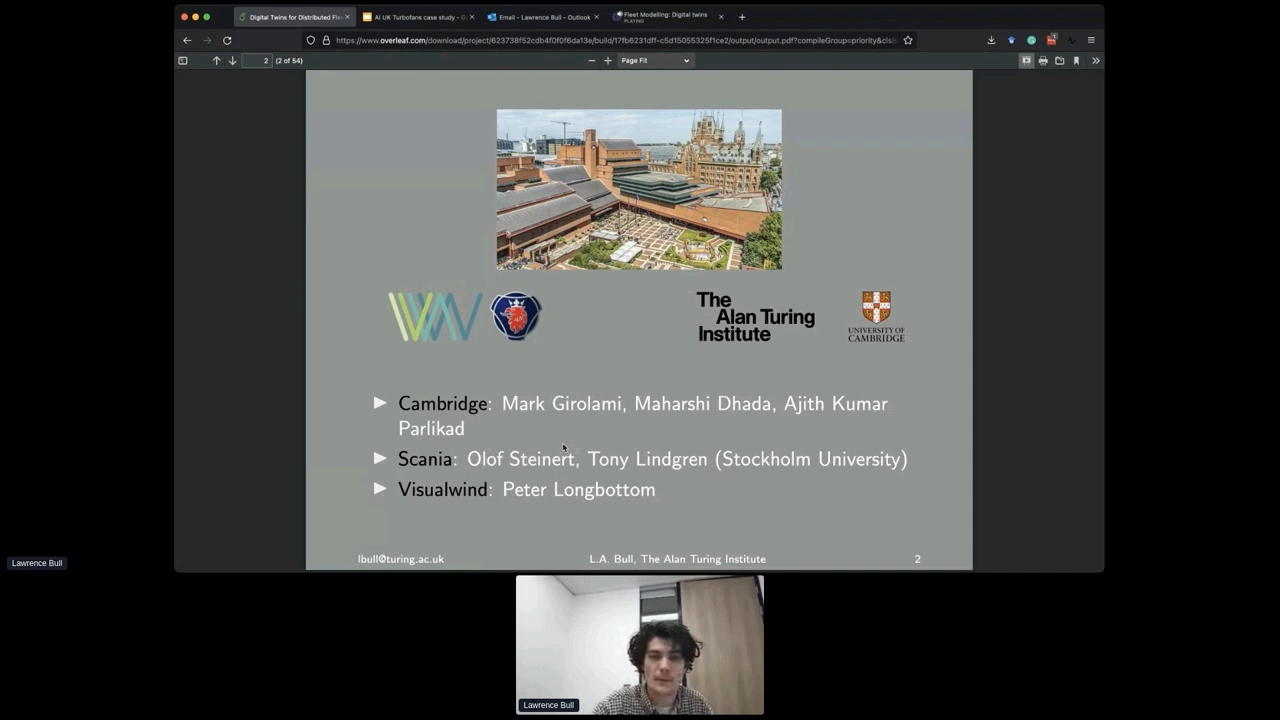 Digital Twins for Distributed Fle
AI UK Turbofans case study - G
Email – Lawrence Bull – Outlook
Fleet Modelling: Digital twins
PLAYING
https://www.overleaf.com/download/project/623738f52cdb4f0f0f6da13e/build/17fb6231dff-c5d15055325f1ce2/output/output.pdf?compileGroup=priority&clsi
2 (2 of 54)
Page Fit
The
Alan Turing
Institute
UNIVERSITY OF
CAMBRIDGE
Cambridge: Mark Girolami, Maharshi Dhada, Ajith Kumar
Parlikad
Scania: Olof Steinert, Tony Lindgren (Stockholm University)
Visualwind: Peter Longbottom
lbull@turing.ac.uk
L.A. Bull, The Alan Turing Institute
2
Lawrence Bull
Lawrence Bull